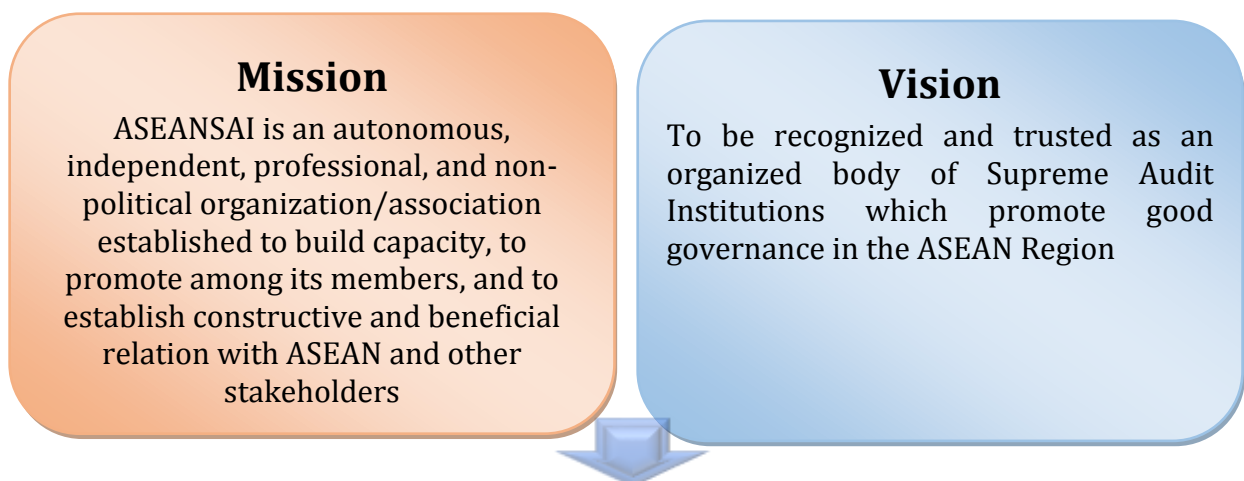 Mission
ASEANSAI is an autonomous,
independent, professional, and non-
political organization/association
established to build capacity, to
promote among its members, and to
establish constructive and beneficial
relation with ASEAN and other
stakeholders
Vision
To be recognized and trusted as an
organized body of Supreme Audit
Institutions which promote good
governance in the ASEAN Region